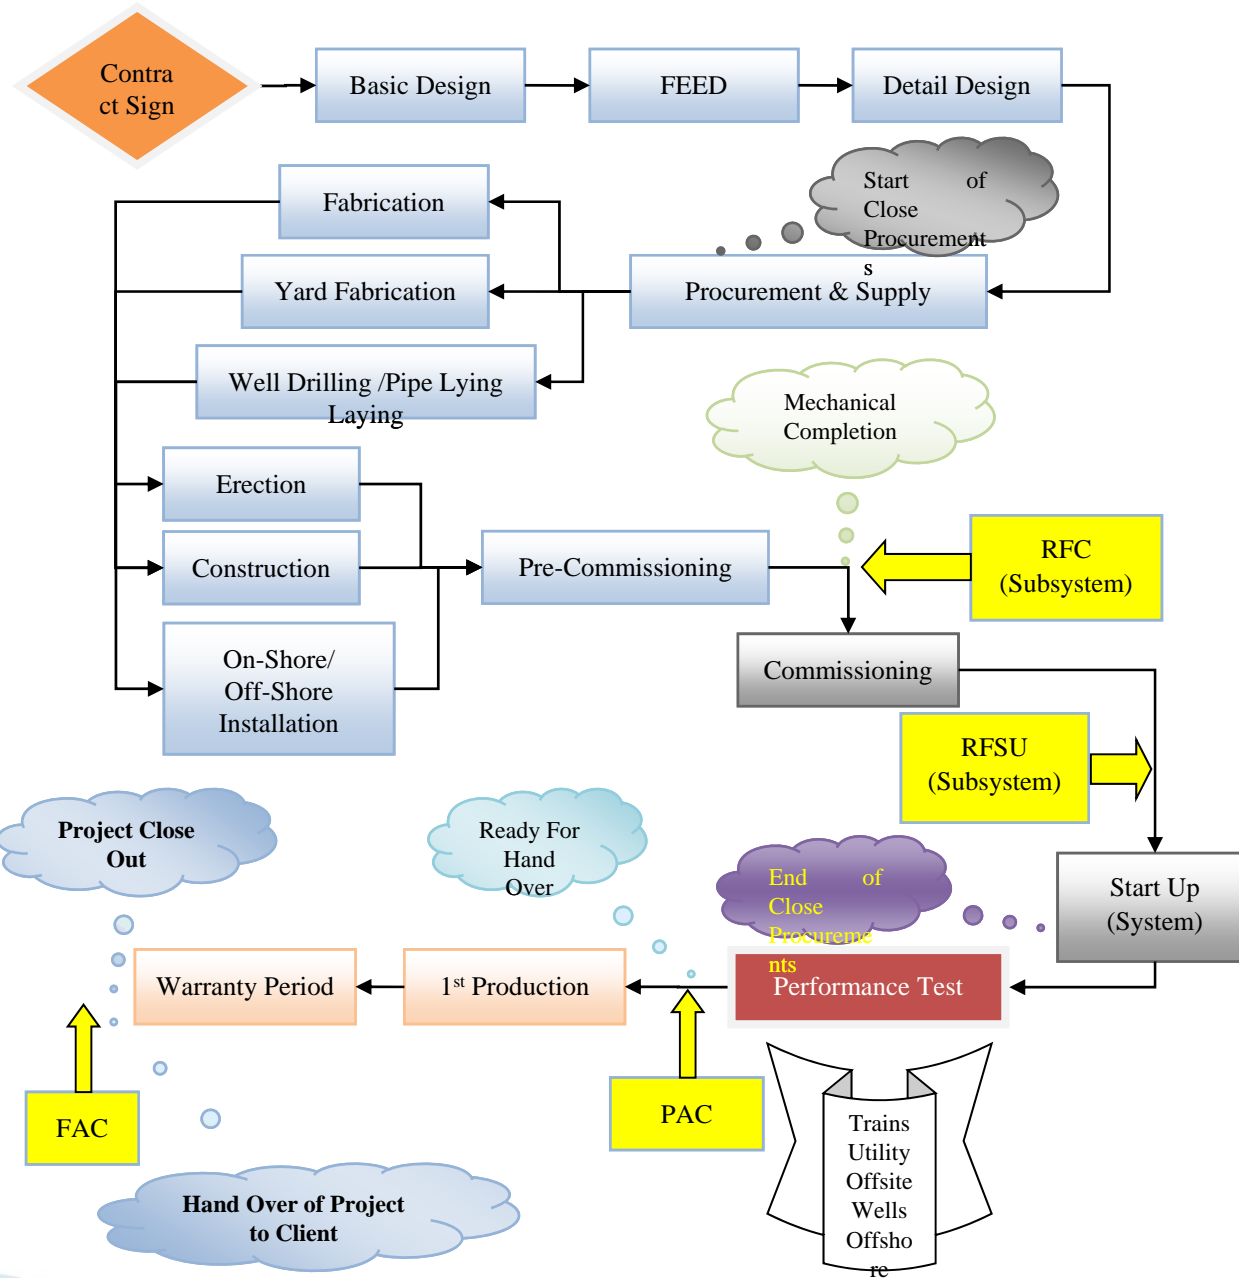 Contra
ct Sign
Basic Design
FEED
Detail Design
Start of
Close
Procurement
s
Fabrication
Yard Fabrication
Procurement & Supply
Well Drilling /Pipe Lying
Laying
Mechanical
Completion
Erection
Construction
Pre-Commissioning
RFC
(Subsystem)
On-Shore/
Off-Shore
Installation
Commissioning
RFSU
(Subsystem)
Project Close
Out
Ready For
Hand
Over
End of
Close
Procureme
nts
Start Up
(System)
Warranty Period
1st Production
Performance Test
FAC
PAC
Trains
Utility
Offsite
Wells
Offsho
re
Hand Over of Project
to Client